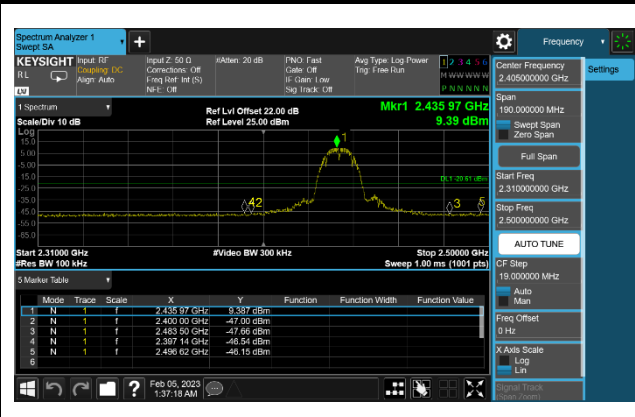 Spectrum Analyzer 1
Swept SA
+
Frequency
KEYSIGHT
RL
Input: RF
Coupling: DC
Align: Auto
Input Z: 50 Ω
Corrections: Off
Freq Ref: Int (S)
NFE: Off
#Atten: 20 dB
PNO: Fast
Gate: Off
IF Gain: Low
Sig Track: Off
Avg Type: Log Power
Trig: Free Run
1 2 3 4 5 6
M W W W W W
P N N N N N
LW
1 Spectrum
Scale/Div 10 dB
Ref Lvl Offset 22.00 dB
Ref Level 25.00 dBm
Mkr1 2.435 97 GHz
9.39 dBm
Log
15.0
5.00
-5.00
-15.0
-25.0
-35.0
-45.0
-55.0
-65.0
1
DL1 -20.61 dBm
4
2
3
5
Start 2.31000 GHz
#Res BW 100 kHz
#Video BW 300 kHz
Stop 2.50000 GHz
Sweep 1.00 ms (1001 pts)
5 Marker Table
Mode Trace Scale X Y Function Function Width Function Value
1 N 1 f 2.435 97 GHz 9.387 dBm
2 N 1 f 2.400 00 GHz -47.00 dBm
3 N 1 f 2.483 50 GHz -47.66 dBm
4 N 1 f 2.397 14 GHz -46.54 dBm
5 N 1 f 2.496 62 GHz -46.15 dBm
6
Feb 05, 2023
1:37:18 AM
?
Center Frequency
2.405000000 GHz
Settings
Span
190.000000 MHz
Swept Span
Zero Span
Full Span
Start Freq
2.310000000 GHz
Stop Freq
2.500000000 GHz
AUTO TUNE
CF Step
19.000000 MHz
Auto
Man
Freq Offset
0 Hz
X Axis Scale
Log
Lin
Signal Track
(Span Zoom)